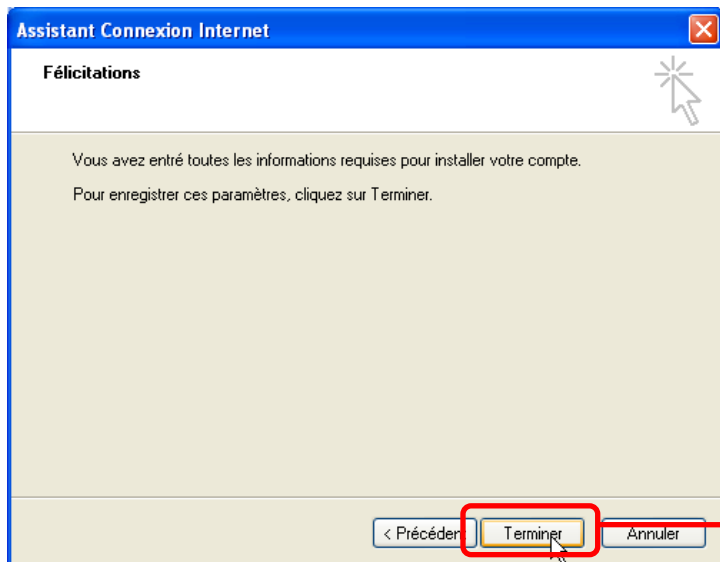 Assistant Connexion Internet
Félicitations
Vous avez entré toutes les informations requises pour installer votre compte.
Pour enregistrer ces paramètres, cliquez sur Terminer.
< Précéden
Terminer
Annuler